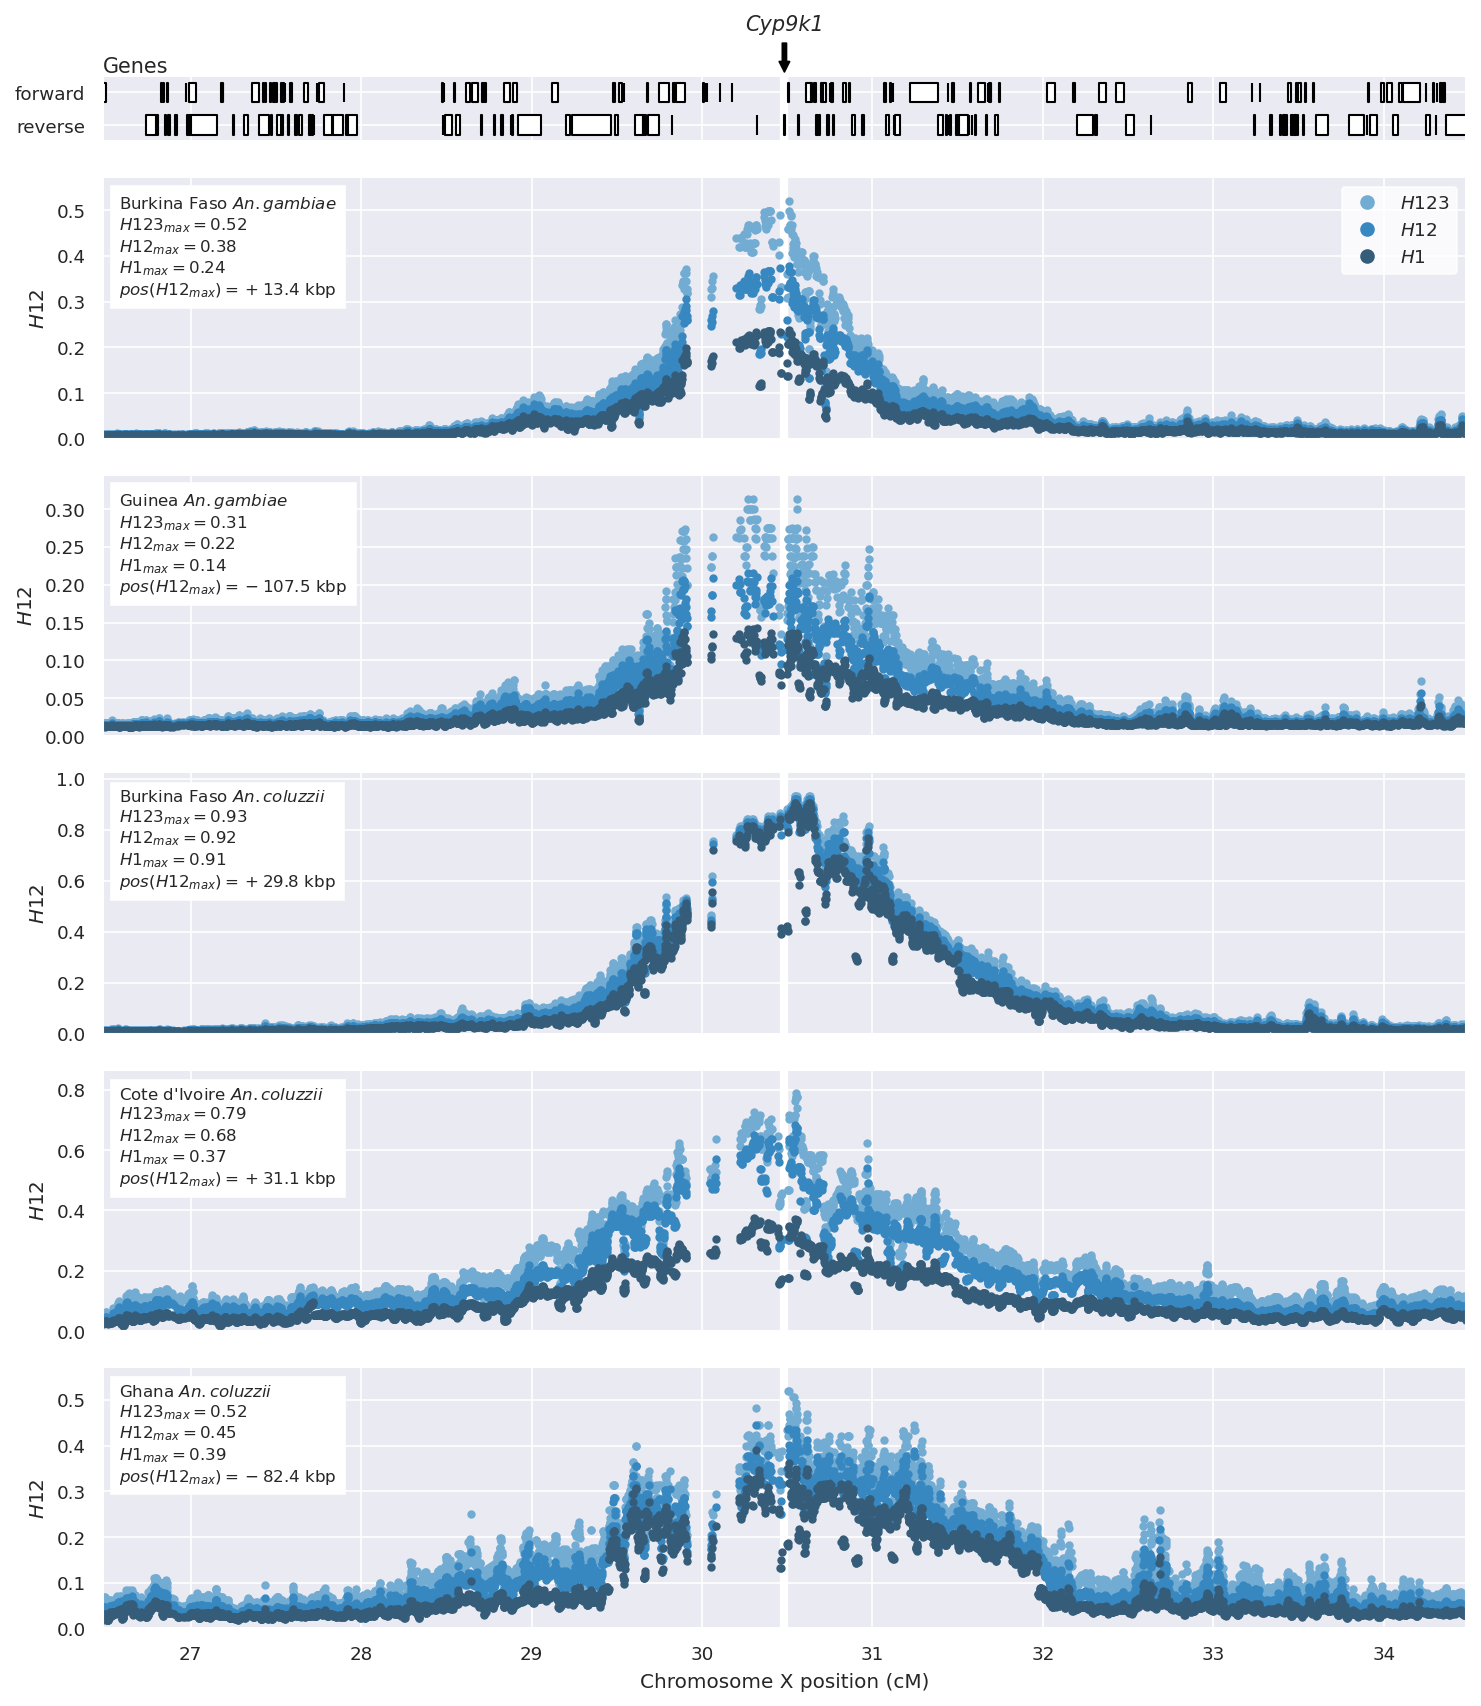 Cyp9k1
Genes
forward
reverse
0.5
0.4
0.3
0.2
0.1
0.0
H12
Burkina Faso An. gambiae
H123max = 0.52
H12max = 0.38
H1max = 0.24
pos(H12max) = + 13.4 kbp
H123
H12
H1
0.30
0.25
0.20
0.15
0.10
0.05
0.00
H12
Guinea An. gambiae
H123max = 0.31
H12max = 0.22
H1max = 0.14
pos(H12max) = − 107.5 kbp
1.0
0.8
0.6
0.4
0.2
0.0
H12
Burkina Faso An. coluzzii
H123max = 0.93
H12max = 0.92
H1max = 0.91
pos(H12max) = + 29.8 kbp
0.8
0.6
0.4
0.2
0.0
H12
Cote d'Ivoire An. coluzzii
H123max = 0.79
H12max = 0.68
H1max = 0.37
pos(H12max) = + 31.1 kbp
0.5
0.4
0.3
0.2
0.1
0.0
H12
Ghana An. coluzzii
H123max = 0.52
H12max = 0.45
H1max = 0.39
pos(H12max) = − 82.4 kbp
27 28 29 30 31 32 33 34
Chromosome X position (cM)